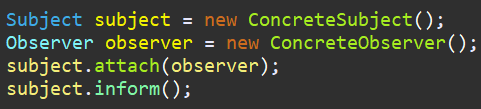 Subject subject = new ConcreteSubject();
Observer observer = new ConcreteObserver();
subject.attach(observer);
subject.inform();